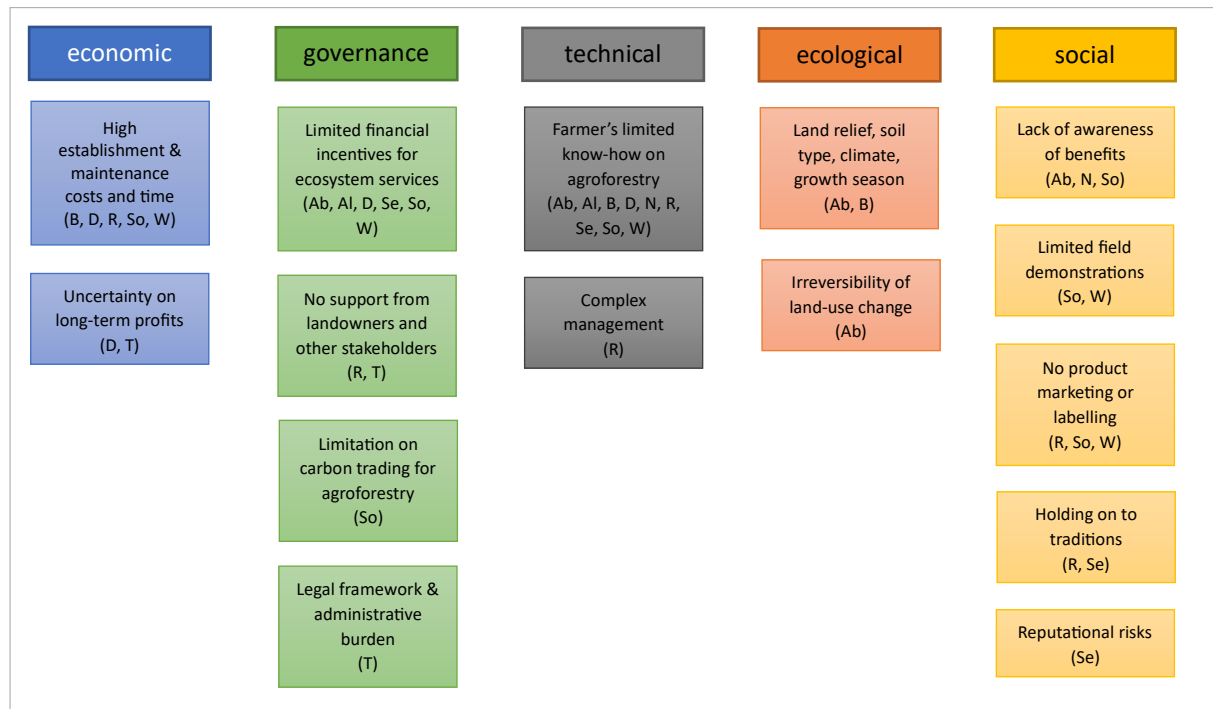 economic
High
establishment &
maintenance
costs and time
(B, D, R, So, W)
Uncertainty on
long-term profits
(D, T)
governance
Limited financial
incentives for
ecosystem services
(Ab, Al, D, Se, So,
W)
No support from
landowners and
other stakeholders
(R, T)
Limitation on
carbon trading for
agroforestry
(So)
Legal framework &
administrative
burden
(T)
technical
Farmer's limited
know-how on
agroforestry
(Ab, Al, B, D, N, R,
Se, So, W)
Complex
management
(R)
ecological
Land relief, soil
type, climate,
growth season
(Ab, B)
Irreversibility of
land-use change
(Ab)
social
Lack of awareness
of benefits
(Ab, N, So)
Limited field
demonstrations
(So, W)
No product
marketing or
labelling
(R, So, W)
Holding on to
traditions
(R, Se)
Reputational risks
(Se)